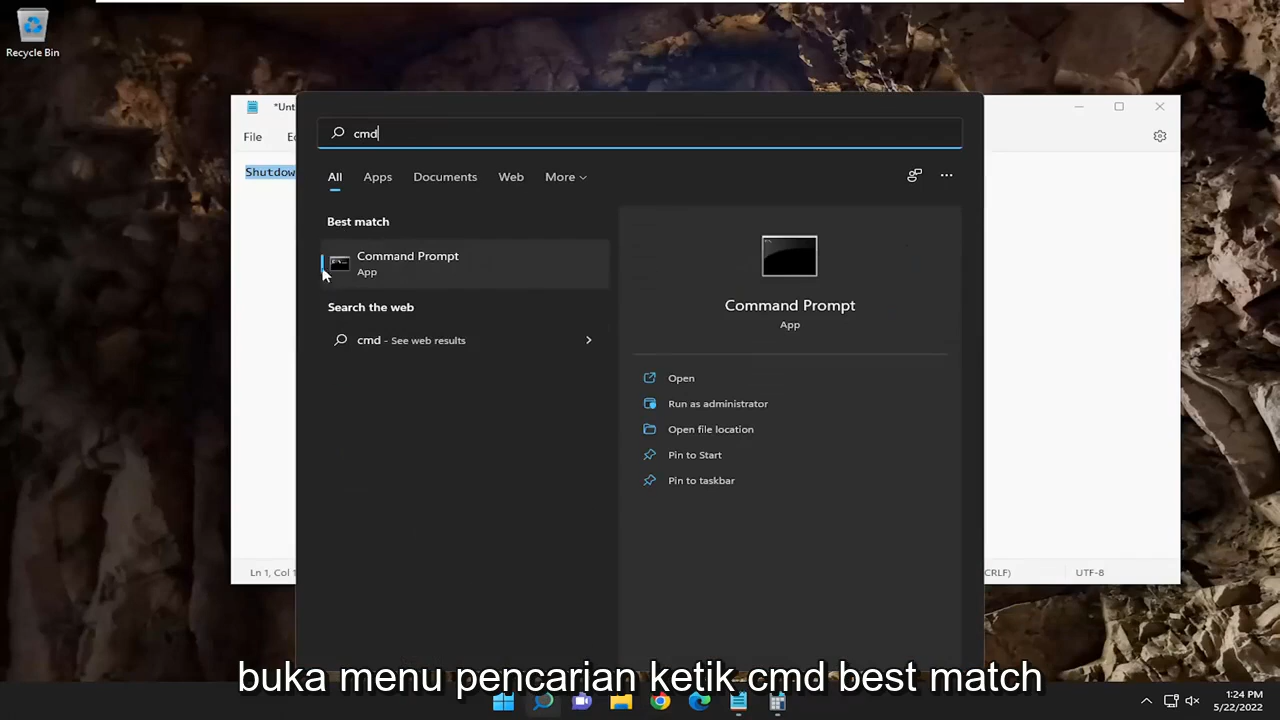 Recycle Bin
*Unt
File
Shutdow
cmd
All Apps Documents Web More
Best match
Command Prompt
App
Search the web
cmd - See web results
Command Prompt
App
Open
Run as administrator
Open file location
Pin to Start
Pin to taskbar
Ln 1, Col 1
CRLF)
UTF-8
buka menu pencarian ketik cmd best match
1:24 PM
5/22/2022